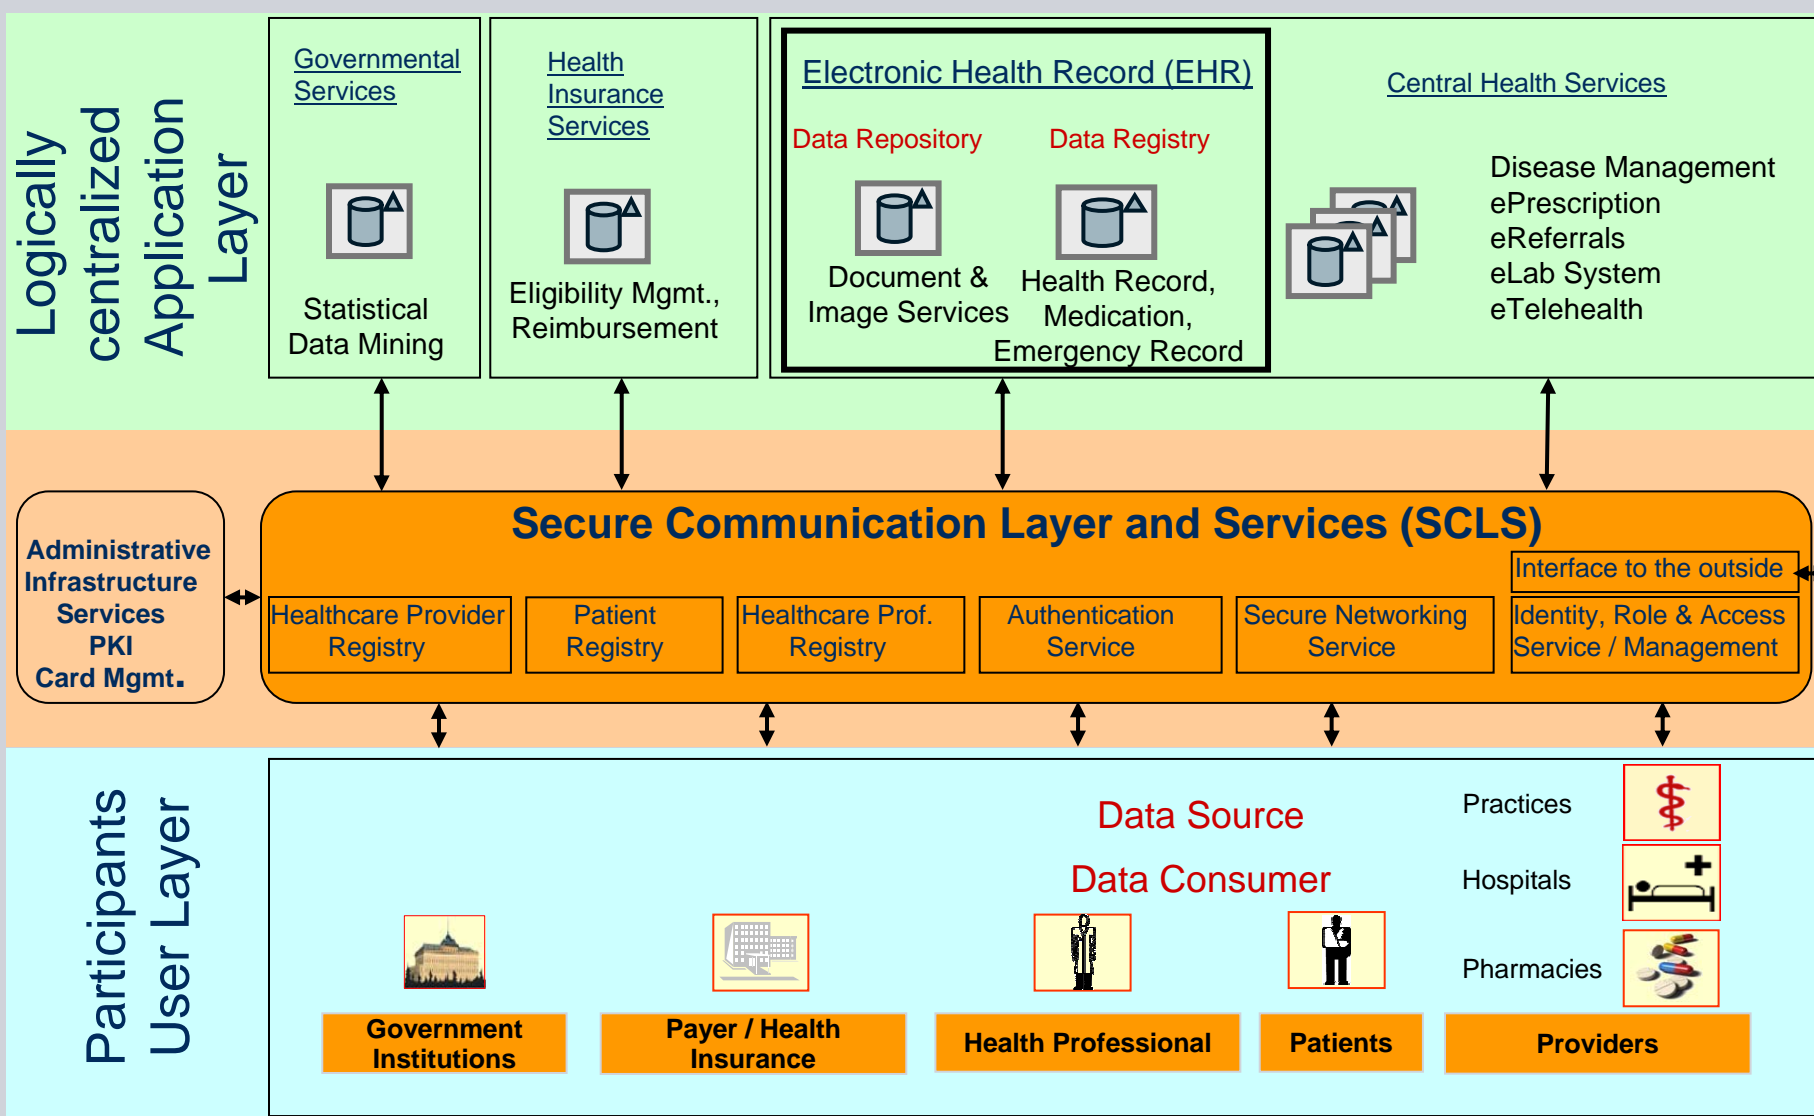 Logically
centralized
Application
Layer
Governmental
Services
Statistical
Data Mining
Health
Insurance
Services
Eligibility Mgmt.,
Reimbursement
Electronic Health Record (EHR)
Data Repository
Document &
Image Services
Data Registry
Health Record,
Medication,
Emergency Record
Central Health Services
Disease Management
ePrescription
eReferrals
eLab System
eTelehealth
Administrative
Infrastructure
Services
PKI
Card Mgmt.
Secure Communication Layer and Services (SCLS)
Interface to the outside
Healthcare Provider
Registry
Patient
Registry
Healthcare Prof.
Registry
Authentication
Service
Secure Networking
Service
Identity, Role & Access
Service / Management
Participants
User Layer
Data Source
Data Consumer
Practices
Hospitals
Pharmacies
Government
Institutions
Payer / Health
Insurance
Health Professional
Patients
Providers